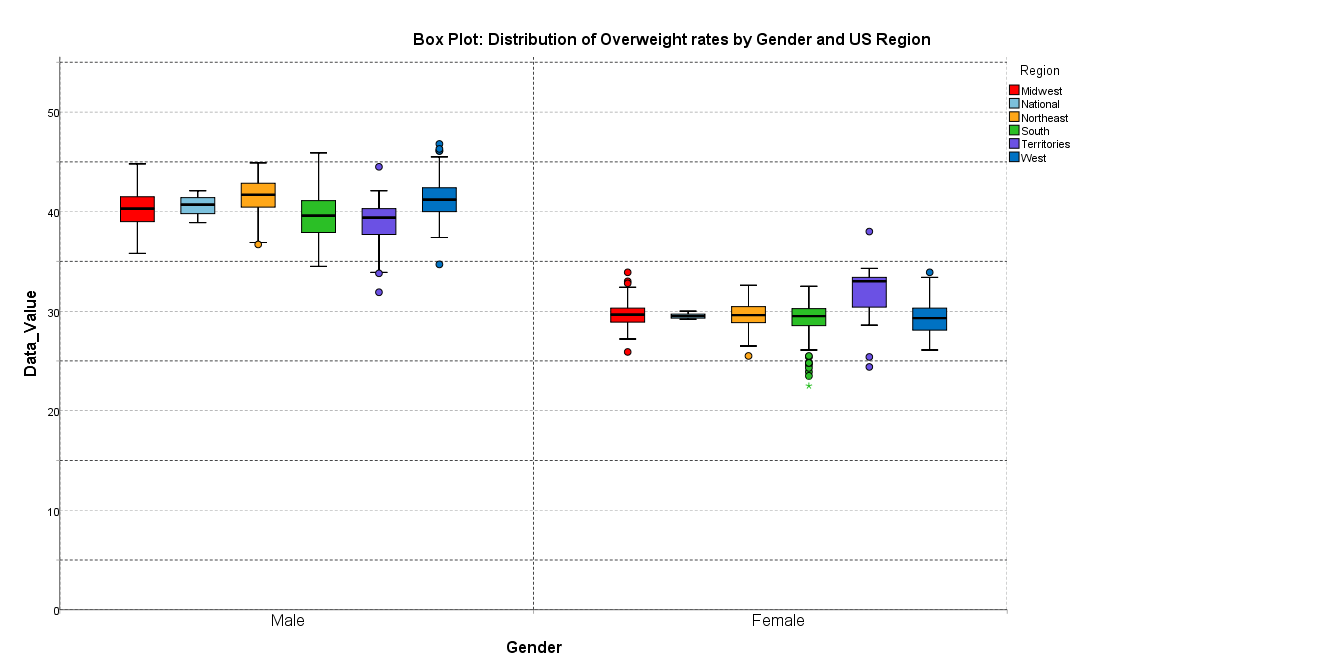 Box Plot: Distribution of Overweight rates by Gender and US Region
Region
Midwest
National
Northeast
South
Territories
West
Data_Value
50
40
30
20
10
0
Male
Female
Gender